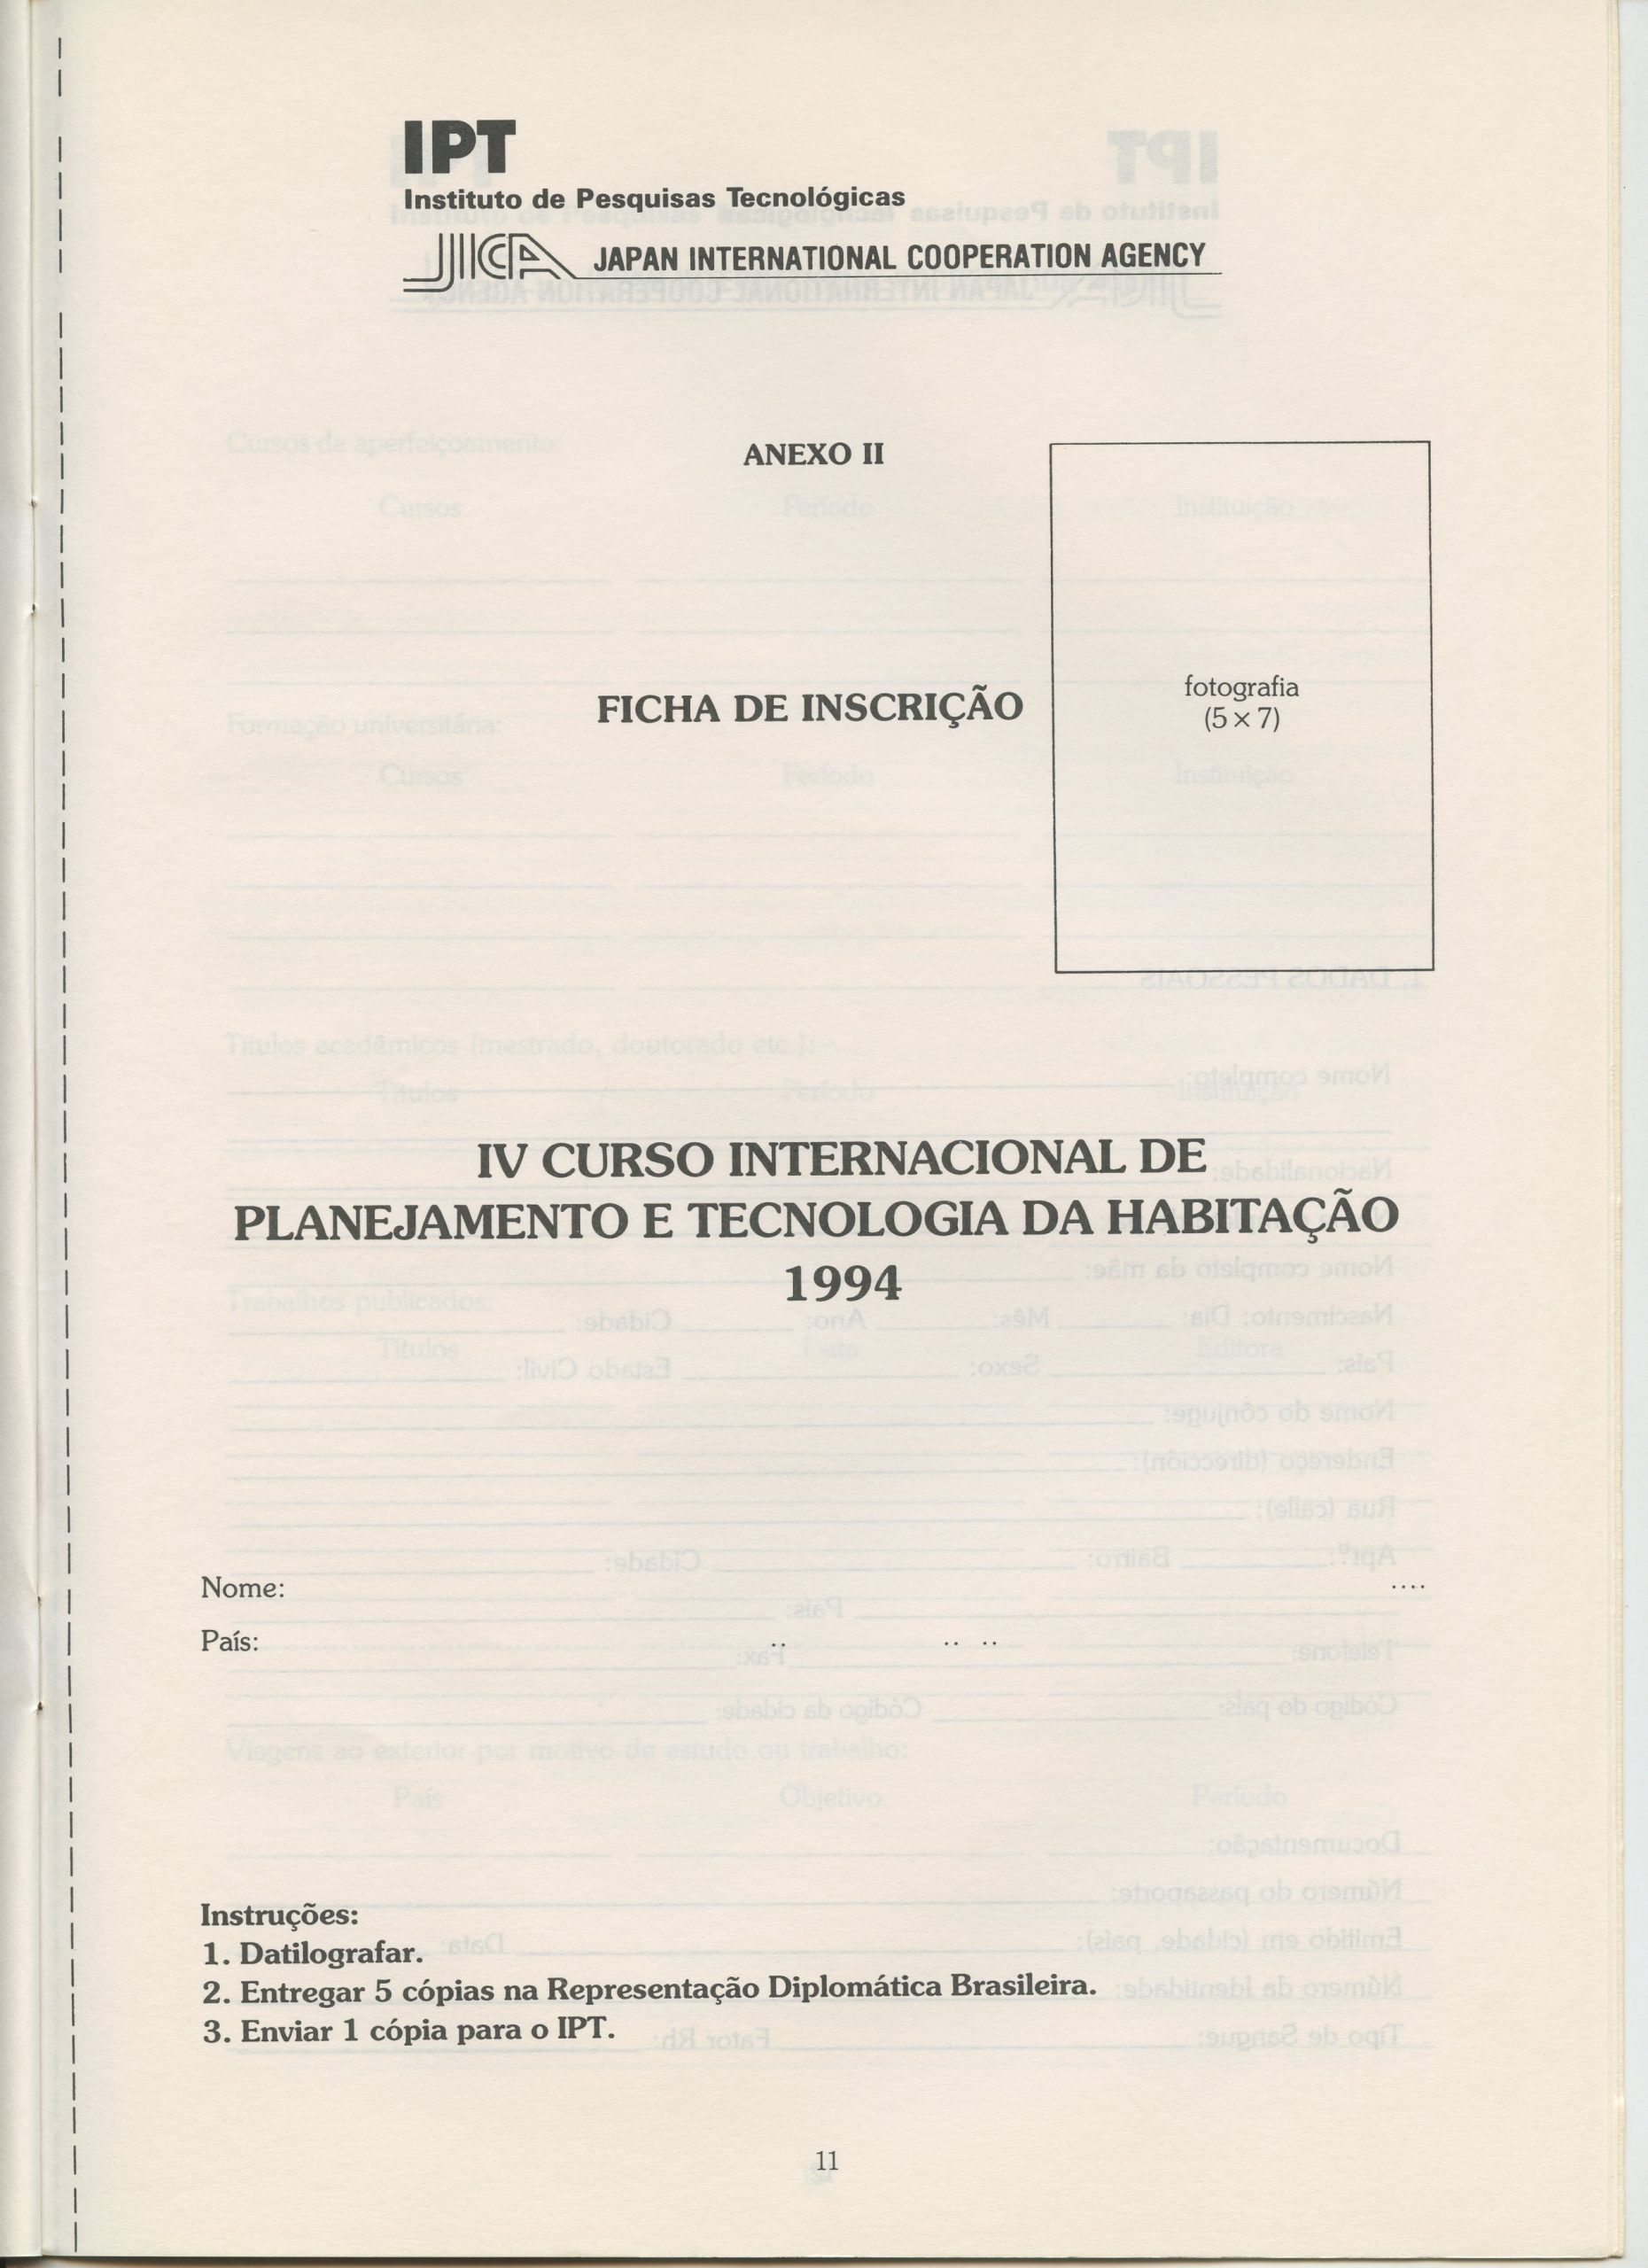 IPT
Instituto de Pesquisas Tecnológicas
JICA JAPAN INTERNATIONAL COOPERATION AGENCY
ANEXO II
fotografia
(5 × 7)
FICHA DE INSCRIÇÃO
IV CURSO INTERNACIONAL DE
PLANEJAMENTO E TECNOLOGIA DA HABITAÇÃO
1994
Nome: ....
País: .. .. ..
Instruções:
1. Datilografar.
2. Entregar 5 cópias na Representação Diplomática Brasileira.
3. Enviar 1 cópia para o IPT.
11